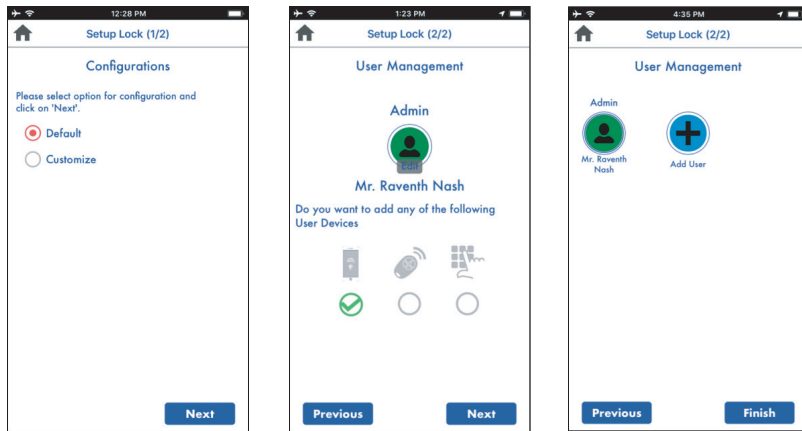 12:28 PM
Setup Lock (1/2)
Configurations
Please select option for configuration and
click on 'Next'.
Default
Customize
Next
1:23 PM
Setup Lock (2/2)
User Management
Admin
Edit
Mr. Raventh Nash
Do you want to add any of the following
User Devices
Previous
Next
4:35 PM
Setup Lock (2/2)
User Management
Admin
Mr. Raventh
Nash
Add User
Previous
Finish